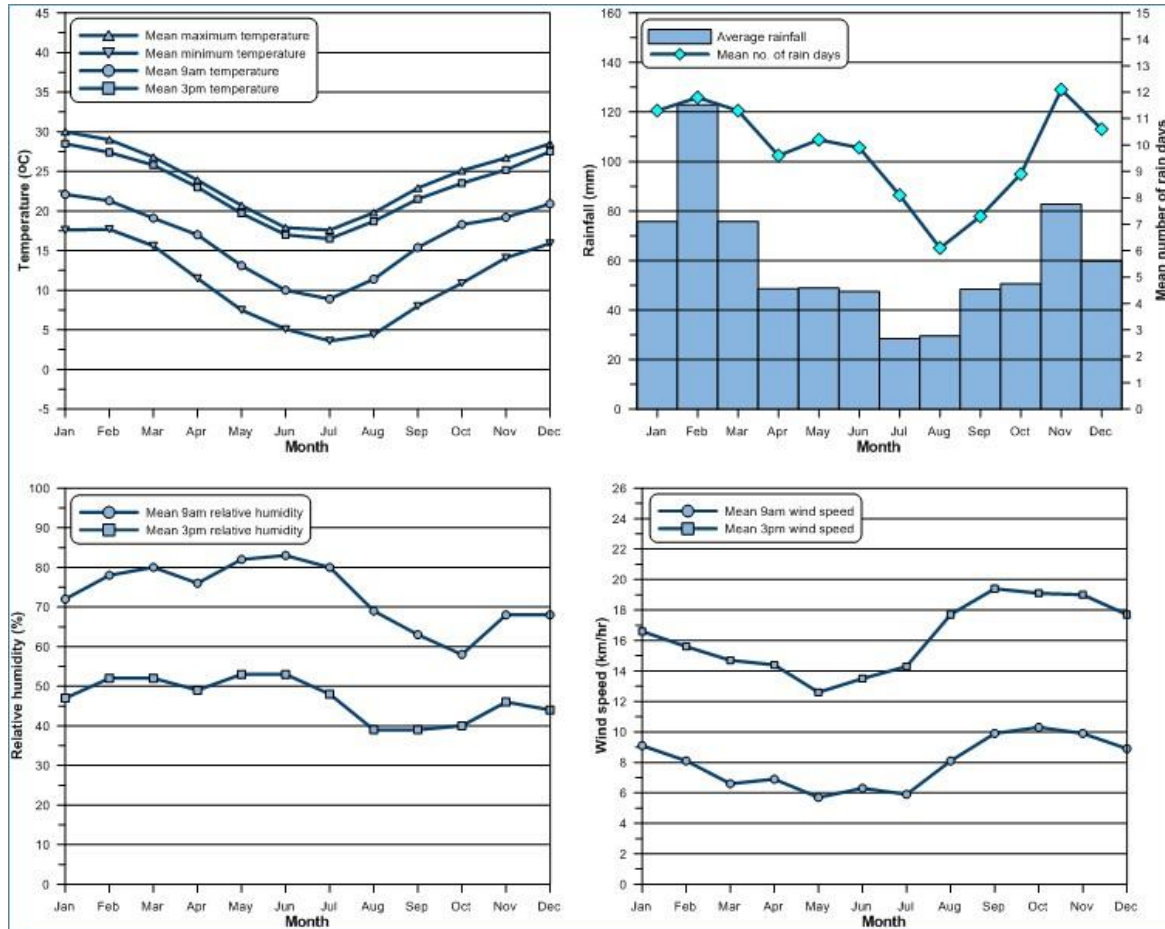 45
40
35
30
25
20
15
10
5
0
-5
Temperature (oC)
Mean maximum temperature
Mean minimum temperature
Mean 9am temperature
Mean 3pm temperature
Jan Feb Mar Apr May Jun Jul Aug Sep Oct Nov Dec
Month
160
140
120
100
80
60
40
20
0
Rainfall (mm)
Average rainfall
Mean no. of rain days
15
14
13
12
11
10
9
8
7
6
5
4
3
2
1
0
Mean number of rain days
Jan Feb Mar Apr May Jun Jul Aug Sep Oct Nov Dec
Month
100
90
80
70
60
50
40
30
20
10
0
Relative humidity (%)
Mean 9am relative humidity
Mean 3pm relative humidity
Jan Feb Mar Apr May Jun Jul Aug Sep Oct Nov Dec
Month
26
24
22
20
18
16
14
12
10
8
6
4
2
0
Wind speed (km/hr)
Mean 9am wind speed
Mean 3pm wind speed
Jan Feb Mar Apr May Jun Jul Aug Sep Oct Nov Dec
Month